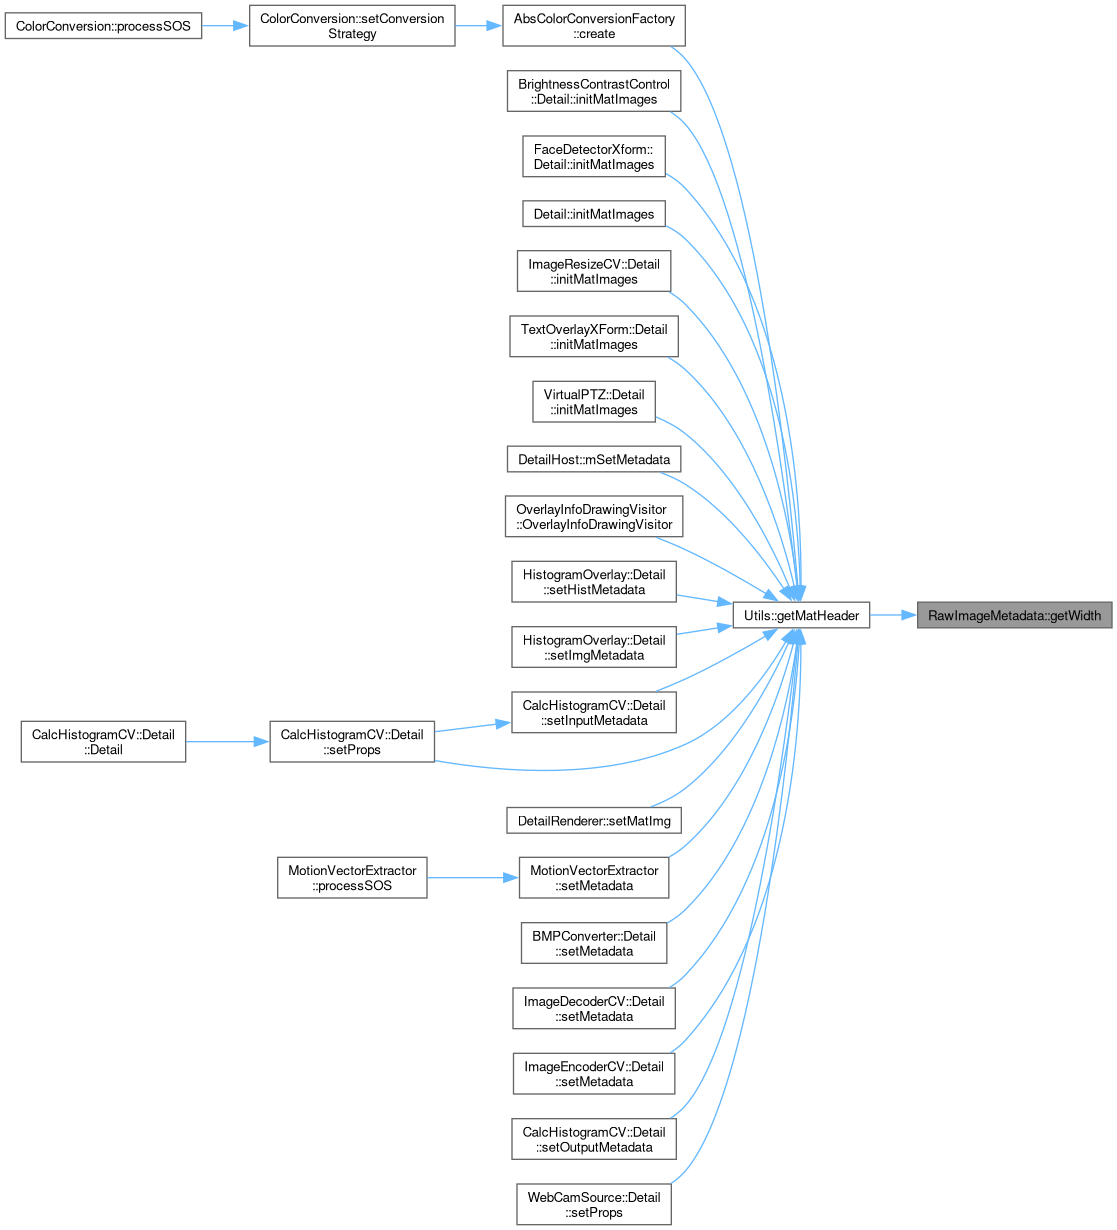 ColorConversion::processSOS
ColorConversion::setConversion
Strategy
AbsColorConversionFactory
::create
BrightnessContrastControl
::Detail::initMatImages
FaceDetectorXform::
Detail::initMatImages
Detail::initMatImages
ImageResizeCV::Detail
::initMatImages
TextOverlayXForm::Detail
::initMatImages
VirtualPTZ::Detail
::initMatImages
DetailHost::mSetMetadata
OverlayInfoDrawingVisitor
::OverlayInfoDrawingVisitor
HistogramOverlay::Detail
::setHistMetadata
Utils::getMatHeader
RawImageMetadata::getWidth
HistogramOverlay::Detail
::setImgMetadata
CalcHistogramCV::Detail
::setInputMetadata
CalcHistogramCV::Detail
::Detail
CalcHistogramCV::Detail
::setProps
DetailRenderer::setMatImg
MotionVectorExtractor
::processSOS
MotionVectorExtractor
::setMetadata
BMPConverter::Detail
::setMetadata
ImageDecoderCV::Detail
::setMetadata
ImageEncoderCV::Detail
::setMetadata
CalcHistogramCV::Detail
::setOutputMetadata
WebCamSource::Detail
::setProps